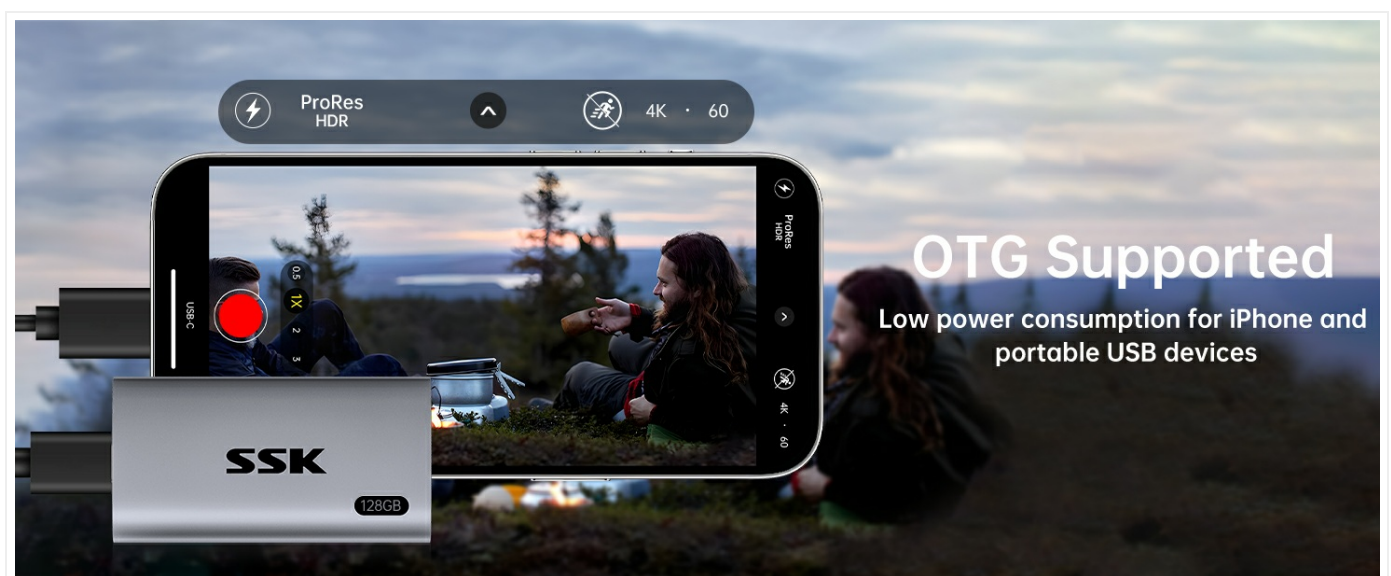 ProRes
HDR
4K · 60
ProRes
HDR
0.5
1X
2
3
USB-C
4K · 60
OTG Supported
Low power consumption for iPhone and
portable USB devices
SSK
128GB